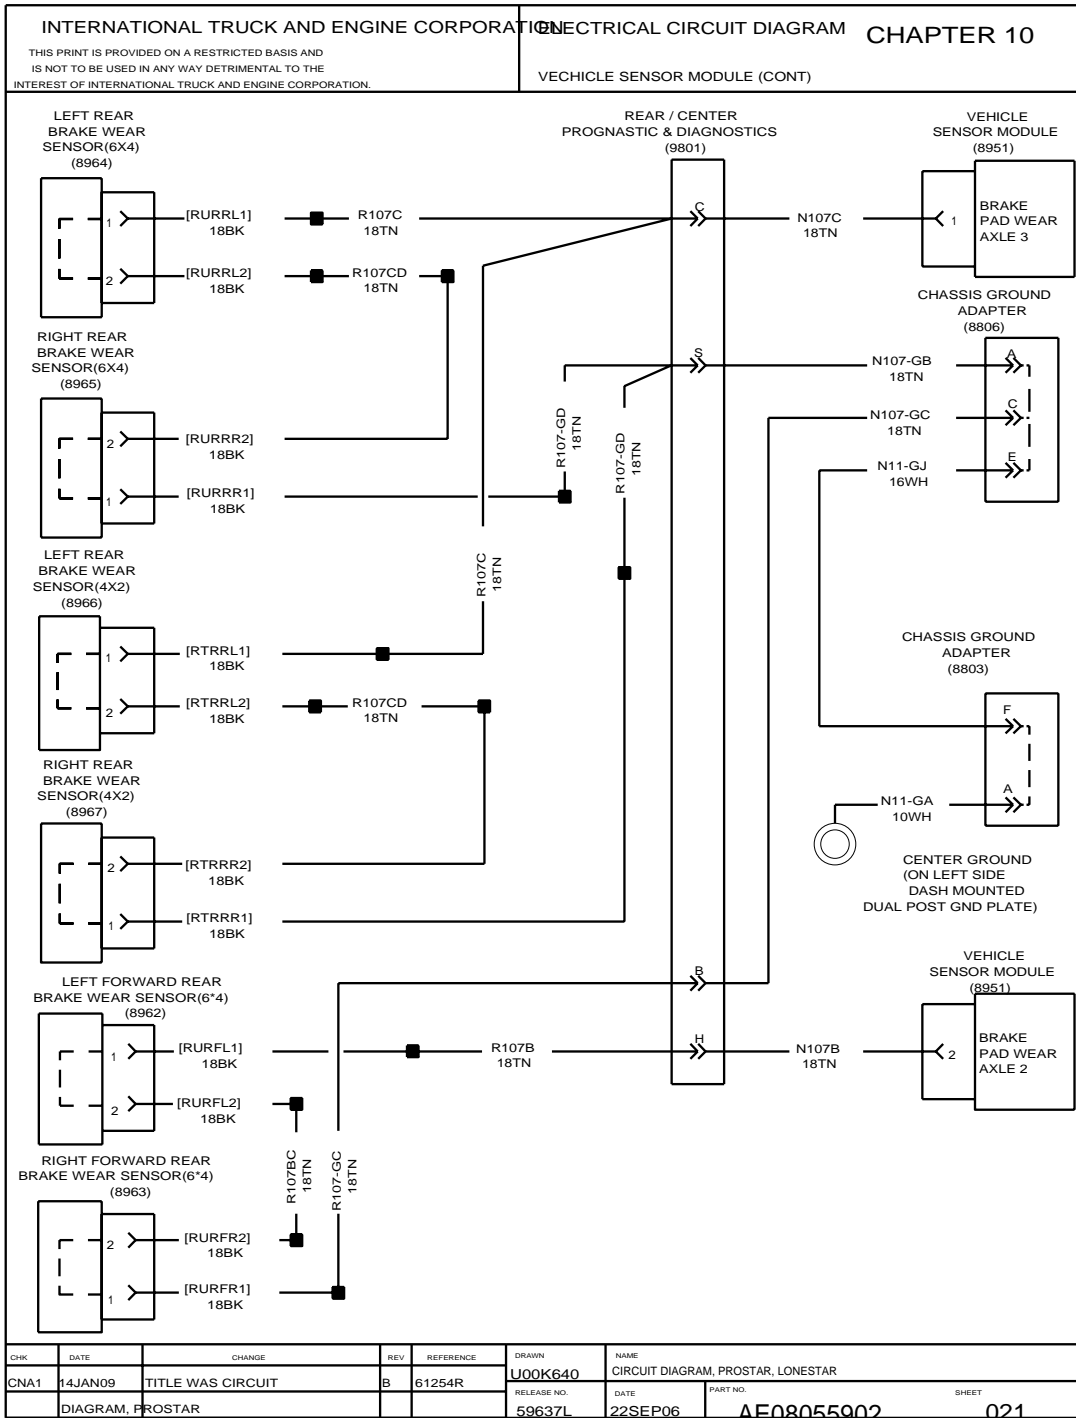 INTERNATIONAL TRUCK AND ENGINE CORPORATION
THIS PRINT IS PROVIDED ON A RESTRICTED BASIS AND
IS NOT TO BE USED IN ANY WAY DETRIMENTAL TO THE
INTEREST OF INTERNATIONAL TRUCK AND ENGINE CORPORATION.
ELECTRICAL CIRCUIT DIAGRAM
CHAPTER 10
VECHICLE SENSOR MODULE (CONT)
LEFT REAR
BRAKE WEAR
SENSOR(6X4)
(8964)
1
2
[RURRL1]
18BK
R107C
18TN
[RURRL2]
18BK
R107CD
18TN
REAR / CENTER
PROGNASTIC & DIAGNOSTICS
(9801)
C
N107C
18TN
VEHICLE
SENSOR MODULE
(8951)
1
BRAKE
PAD WEAR
AXLE 3
RIGHT REAR
BRAKE WEAR
SENSOR(6X4)
(8965)
2
1
[RURRR2]
18BK
[RURRR1]
18BK
R107-GD
18TN
R107-GD
18TN
S
N107-GB
18TN
N107-GC
18TN
N11-GJ
16WH
CHASSIS GROUND
ADAPTER
(8806)
A
C
E
LEFT REAR
BRAKE WEAR
SENSOR(4X2)
(8966)
1
2
[RTRRL1]
18BK
R107C
18TN
[RTRRL2]
18BK
R107CD
18TN
CHASSIS GROUND
ADAPTER
(8803)
F
A
N11-GA
10WH
CENTER GROUND
(ON LEFT SIDE
DASH MOUNTED
DUAL POST GND PLATE)
RIGHT REAR
BRAKE WEAR
SENSOR(4X2)
(8967)
2
1
[RTRRR2]
18BK
[RTRRR1]
18BK
LEFT FORWARD REAR
BRAKE WEAR SENSOR(6*4)
(8962)
1
2
[RURFL1]
18BK
[RURFL2]
18BK
B
R107B
18TN
H
N107B
18TN
VEHICLE
SENSOR MODULE
(8951)
2
BRAKE
PAD WEAR
AXLE 2
RIGHT FORWARD REAR
BRAKE WEAR SENSOR(6*4)
(8963)
2
1
[RURFR2]
18BK
[RURFR1]
18BK
R107BC
18TN
R107-GC
18TN
CHK DATE CHANGE REV REFERENCE
CNA1 14JAN09 TITLE WAS CIRCUIT B 61254R
DIAGRAM, PROSTAR
DRAWN
U00K640
NAME
CIRCUIT DIAGRAM, PROSTAR, LONESTAR
RELEASE NO.
59637L
DATE
22SEP06
PART NO.
AE08055902
SHEET
021